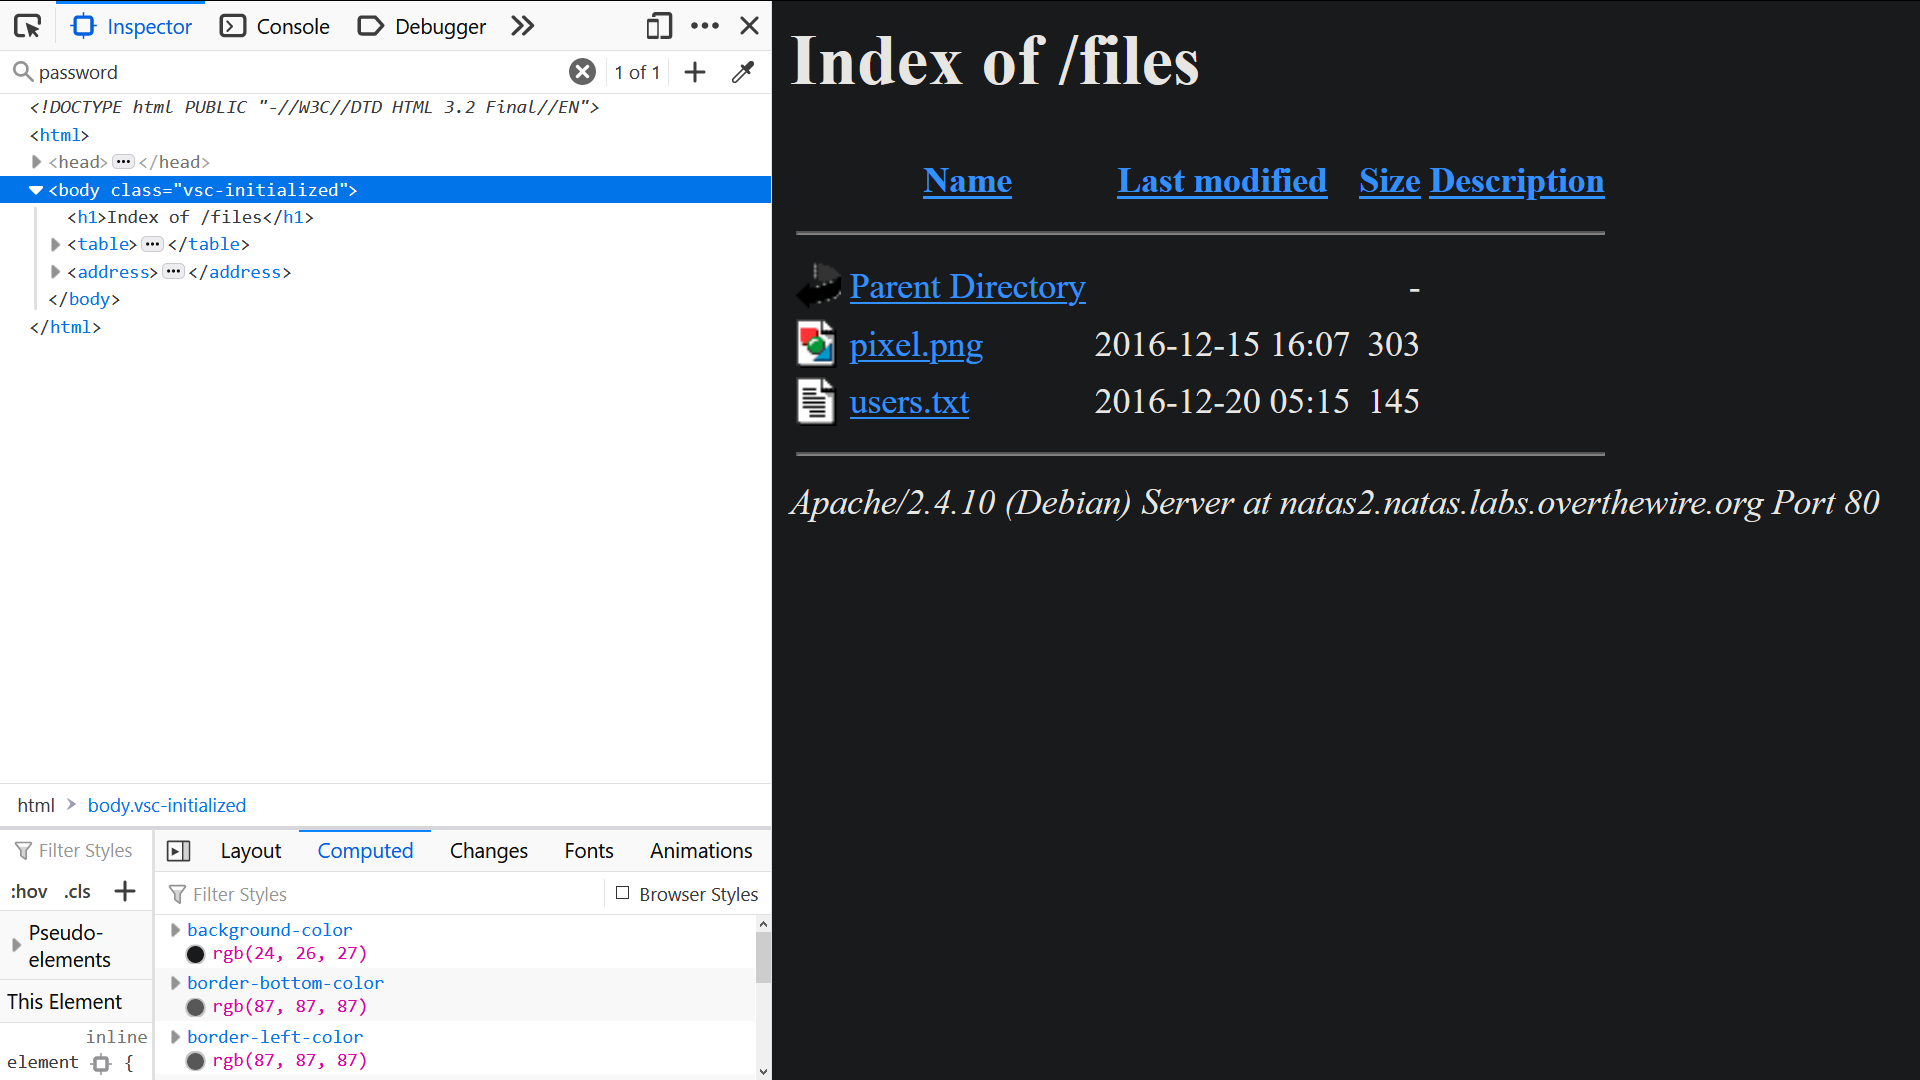 Inspector Console Debugger
password 1 of 1
<!DOCTYPE html PUBLIC "-//W3C//DTD HTML 3.2 Final//EN">
<html>
<head> ••• </head>
<body class="vsc-initialized">
<h1>Index of /files</h1>
<table> ••• </table>
<address> ••• </address>
</body>
</html>
html body.vsc-initialized
Filter Styles
:hov .cls +
Pseudo-
elements
This Element
inline
element {
Layout Computed Changes Fonts Animations
Filter Styles Browser Styles
background-color
rgb(24, 26, 27)
border-bottom-color
rgb(87, 87, 87)
border-left-color
rgb(87, 87, 87)
Index of /files
Name Last modified Size Description
Parent Directory -
pixel.png 2016-12-15 16:07 303
users.txt 2016-12-20 05:15 145
Apache/2.4.10 (Debian) Server at natas2.natas.labs.overthewire.org Port 80